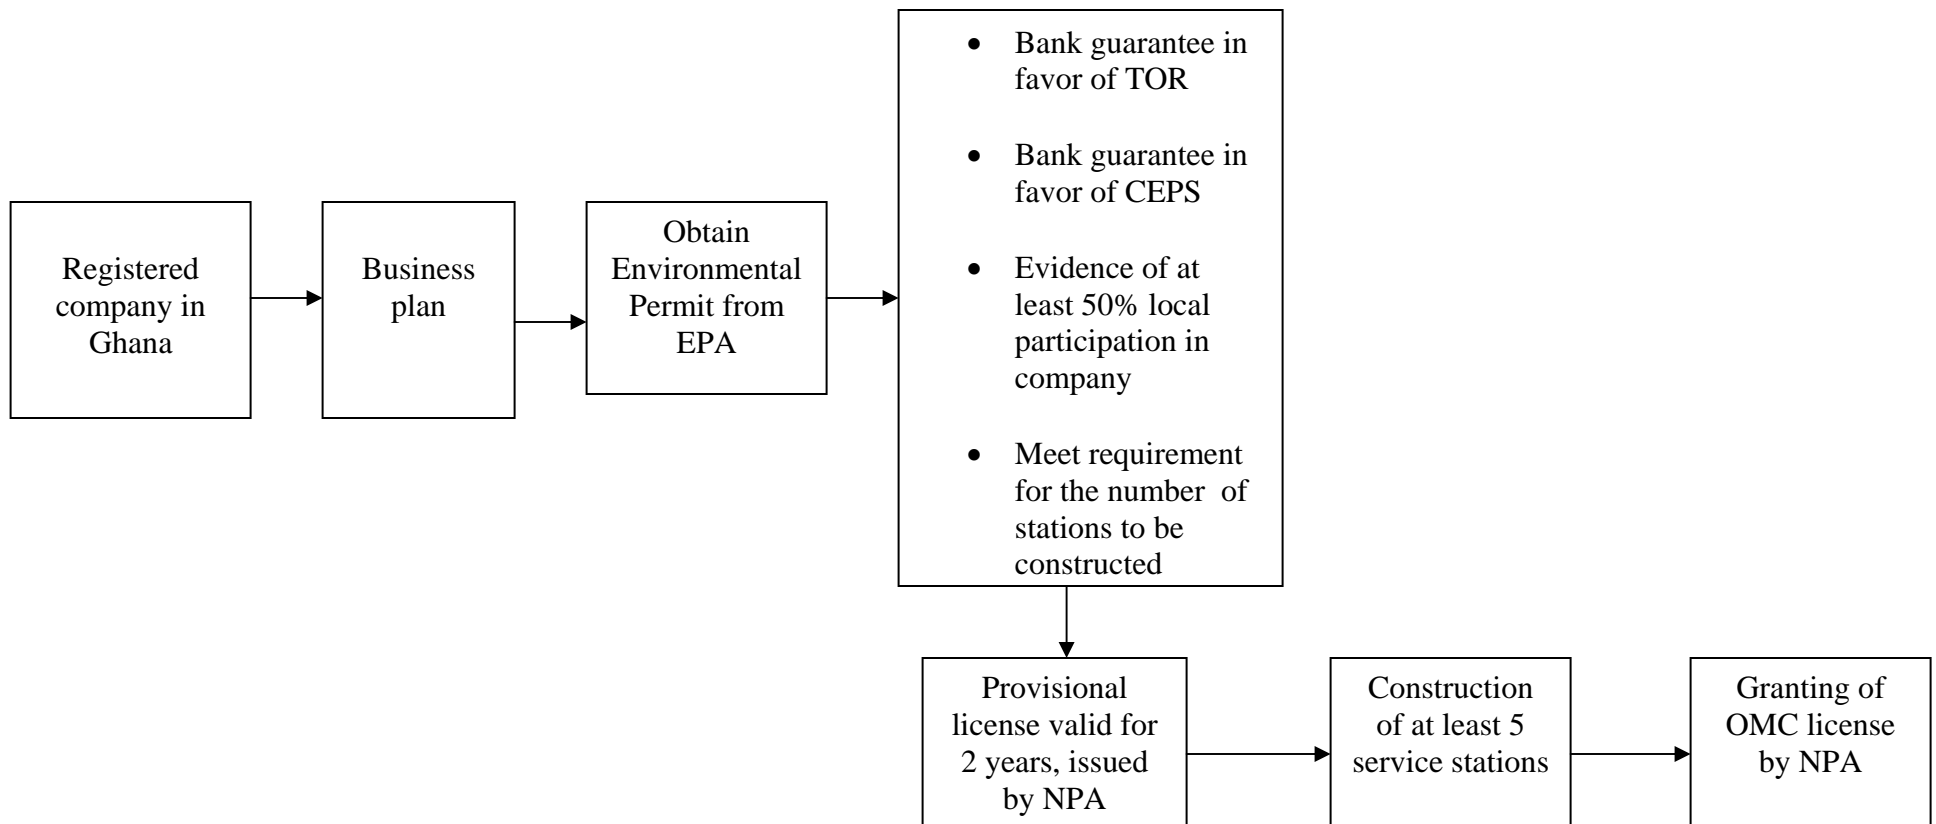 Registered
company in
Ghana
Business
plan
Obtain
Environmental
Permit from
EPA
• Bank guarantee in
favor of TOR
• Bank guarantee in
favor of CEPS
• Evidence of at
least 50% local
participation in
company
• Meet requirement
for the number of
stations to be
constructed
Provisional
license valid for
2 years, issued
by NPA
Construction
of at least 5
service stations
Granting of
OMC license
by NPA